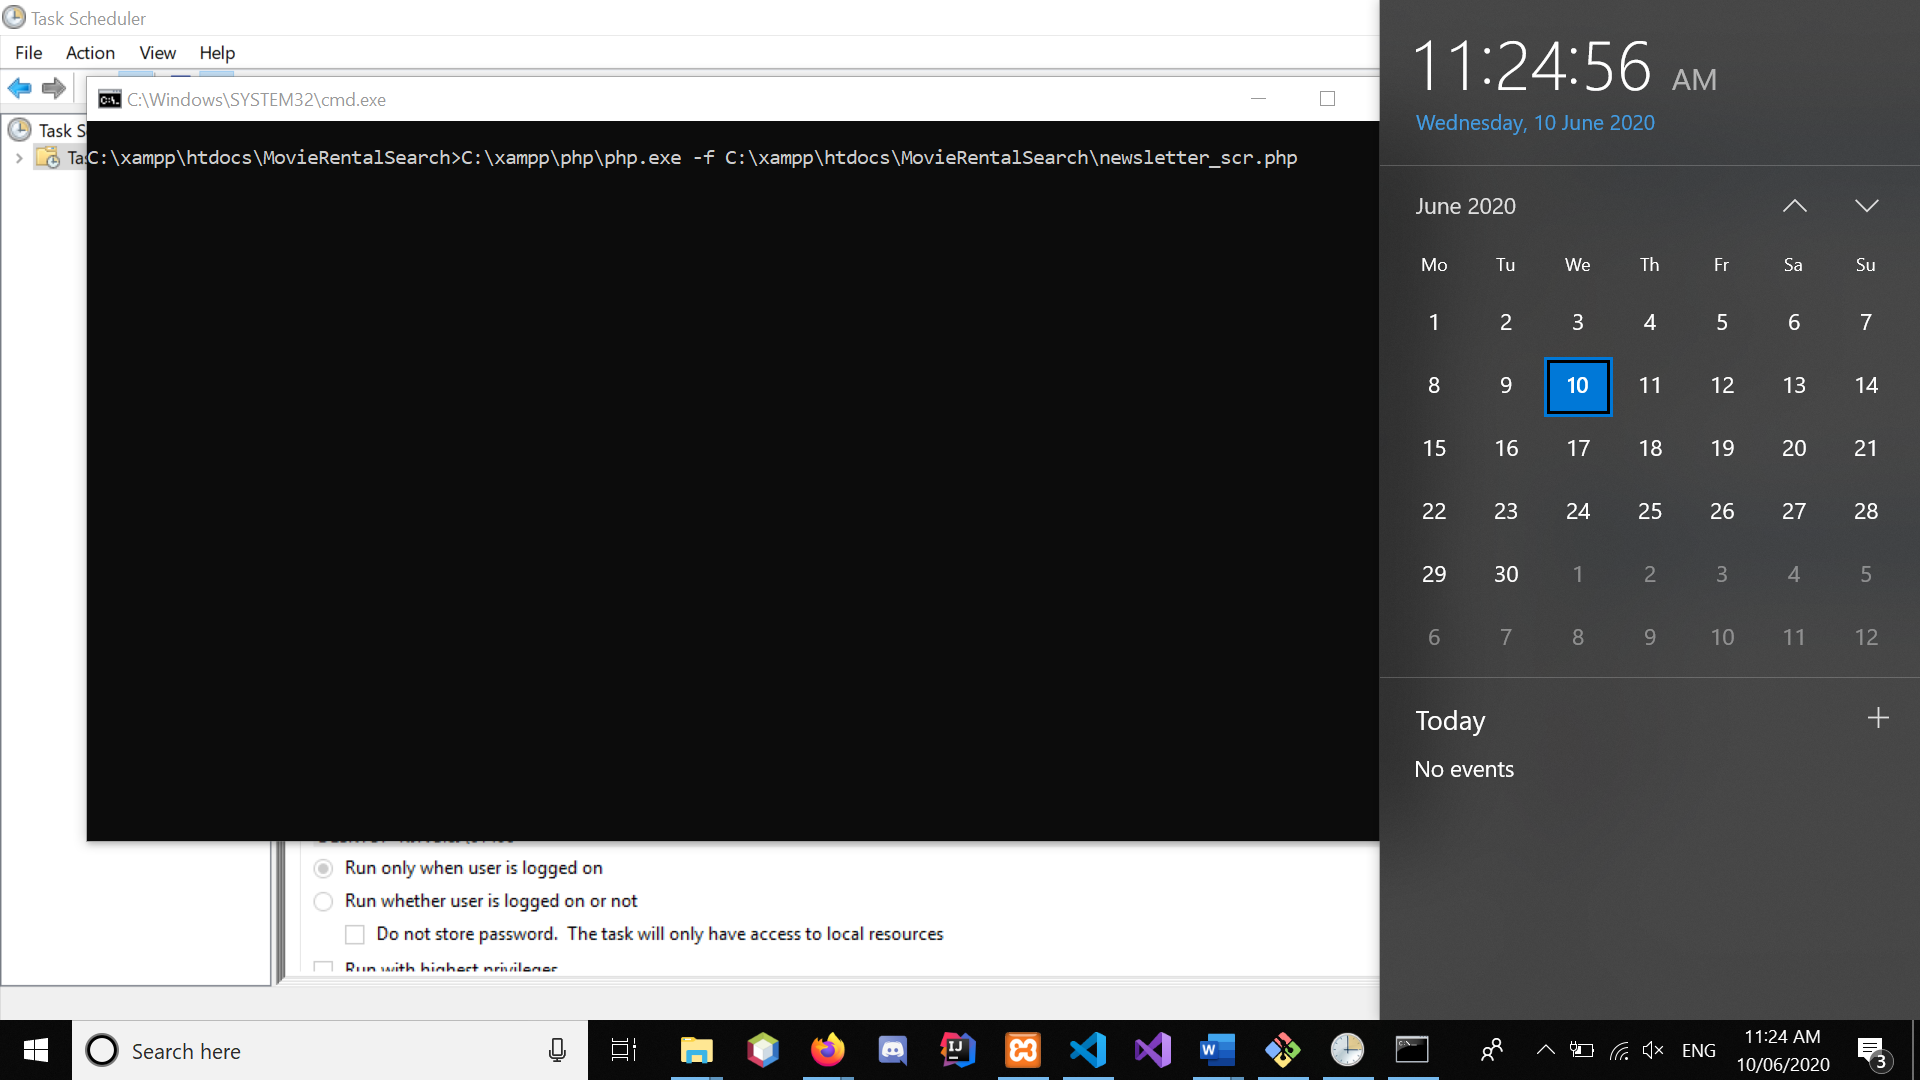 Task Scheduler
File Action View Help
C:\Windows\SYSTEM32\cmd.exe
Task S
Ta
C:\xampp\htdocs\MovieRentalSearch>C:\xampp\php\php.exe -f C:\xampp\htdocs\MovieRentalSearch\newsletter_scr.php
Run only when user is logged on
Run whether user is logged on or not
Do not store password. The task will only have access to local resources
Run with highest privileges
11:24:56 AM
Wednesday, 10 June 2020
June 2020
Mo Tu We Th Fr Sa Su
1 2 3 4 5 6 7
8 9 10 11 12 13 14
15 16 17 18 19 20 21
22 23 24 25 26 27 28
29 30 1 2 3 4 5
6 7 8 9 10 11 12
Today
No events
Search here
ENG
11:24 AM
10/06/2020
3